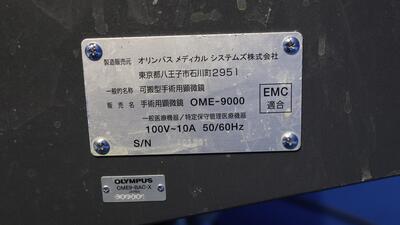 製造販売元 オリンパス メディカル システムズ株式会社
東京都八王子市石川町2951
一般的名称 可搬型手術用顕微鏡
販売名 手術用顕微鏡 OME-9000
EMC
適合
一般医療機器/特定保守管理医療機器
100V~10A 50/60Hz
S/N
OLYMPUS
OME9-BAC-X